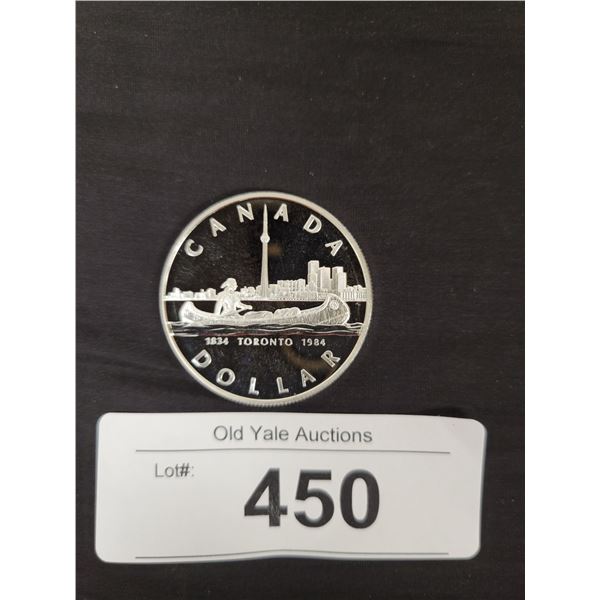 CANADA
1834 TORONTO 1984
DOLLAR
Old Yale Auctions
Lot#:
450